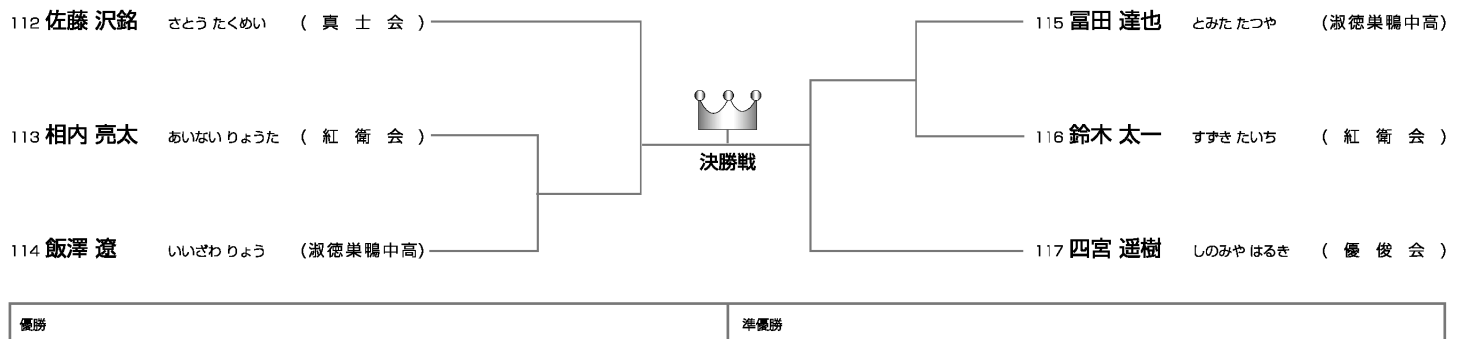 112 佐藤 沢銘 さとう たくめい ( 真 士 会 )
113 相内 亮太 あいない りょうた ( 紅 衛 会 )
114 飯澤 遼 いいざわ りょう (淑徳巣鴨中高)
決勝戦
115 冨田 達也 とみた たつや (淑徳巣鴨中高)
116 鈴木 太一 すずき たいち ( 紅 衛 会 )
117 四宮 遥樹 しのみや はるき ( 優 俊 会 )
優勝
準優勝